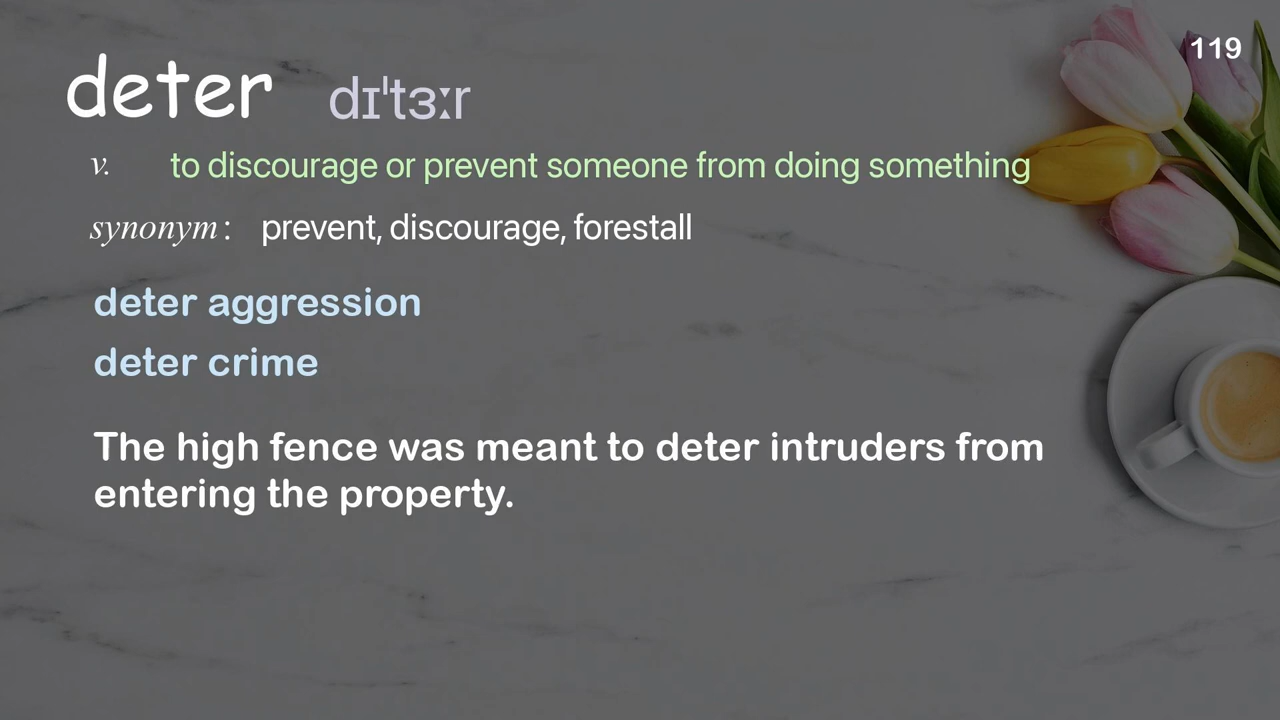 119
deter dɪˈtɜːr
v. to discourage or prevent someone from doing something
synonym : prevent, discourage, forestall
deter aggression
deter crime
The high fence was meant to deter intruders from
entering the property.